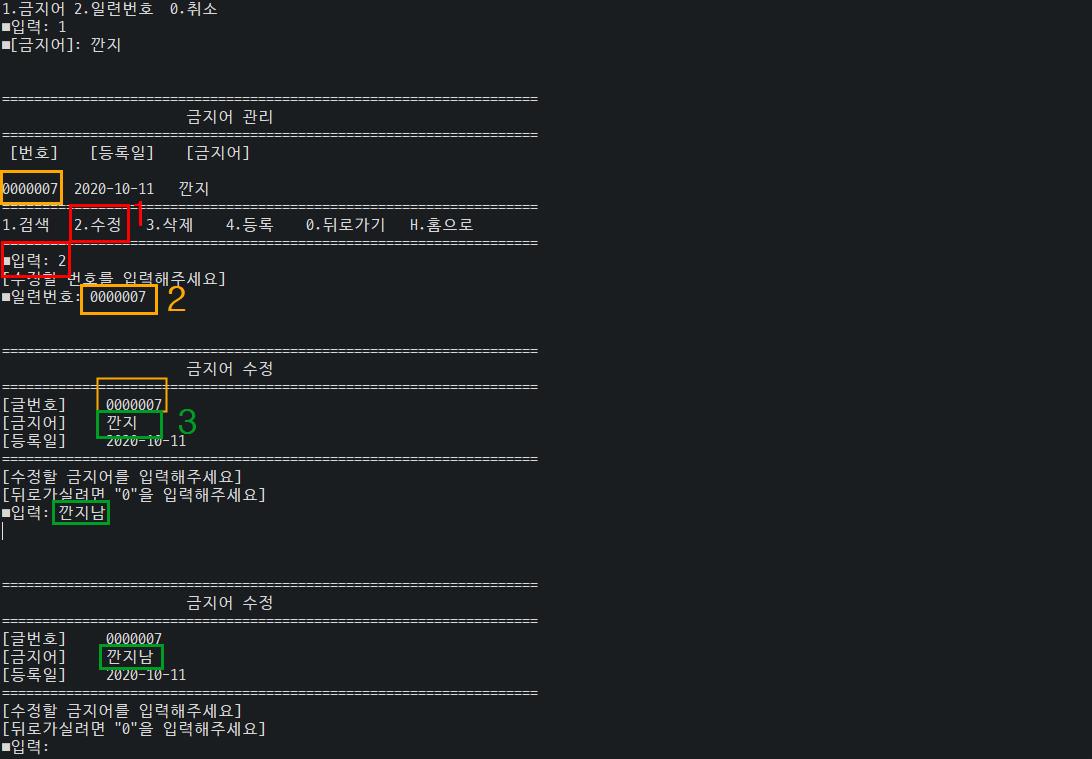 1.금지어 2.일련번호 0.취소
■입력: 1
■[금지어]: 깐지
======================================================================
금지어 관리
======================================================================
[번호] [등록일] [금지어]
0000007 2020-10-11 깐지
======================================================================
1.검색 2.수정 1 3.삭제 4.등록 0.뒤로가기 H.홈으로
======================================================================
■입력: 2
[수정할 번호를 입력해주세요]
■일련번호: 0000007 2
======================================================================
금지어 수정
======================================================================
[글번호] 0000007
[금지어] 깐지 3
[등록일] 2020-10-11
======================================================================
[수정할 금지어를 입력해주세요]
[뒤로가실려면 "0"을 입력해주세요]
■입력: 깐지남
======================================================================
금지어 수정
======================================================================
[글번호] 0000007
[금지어] 깐지남
[등록일] 2020-10-11
======================================================================
[수정할 금지어를 입력해주세요]
[뒤로가실려면 "0"을 입력해주세요]
■입력: